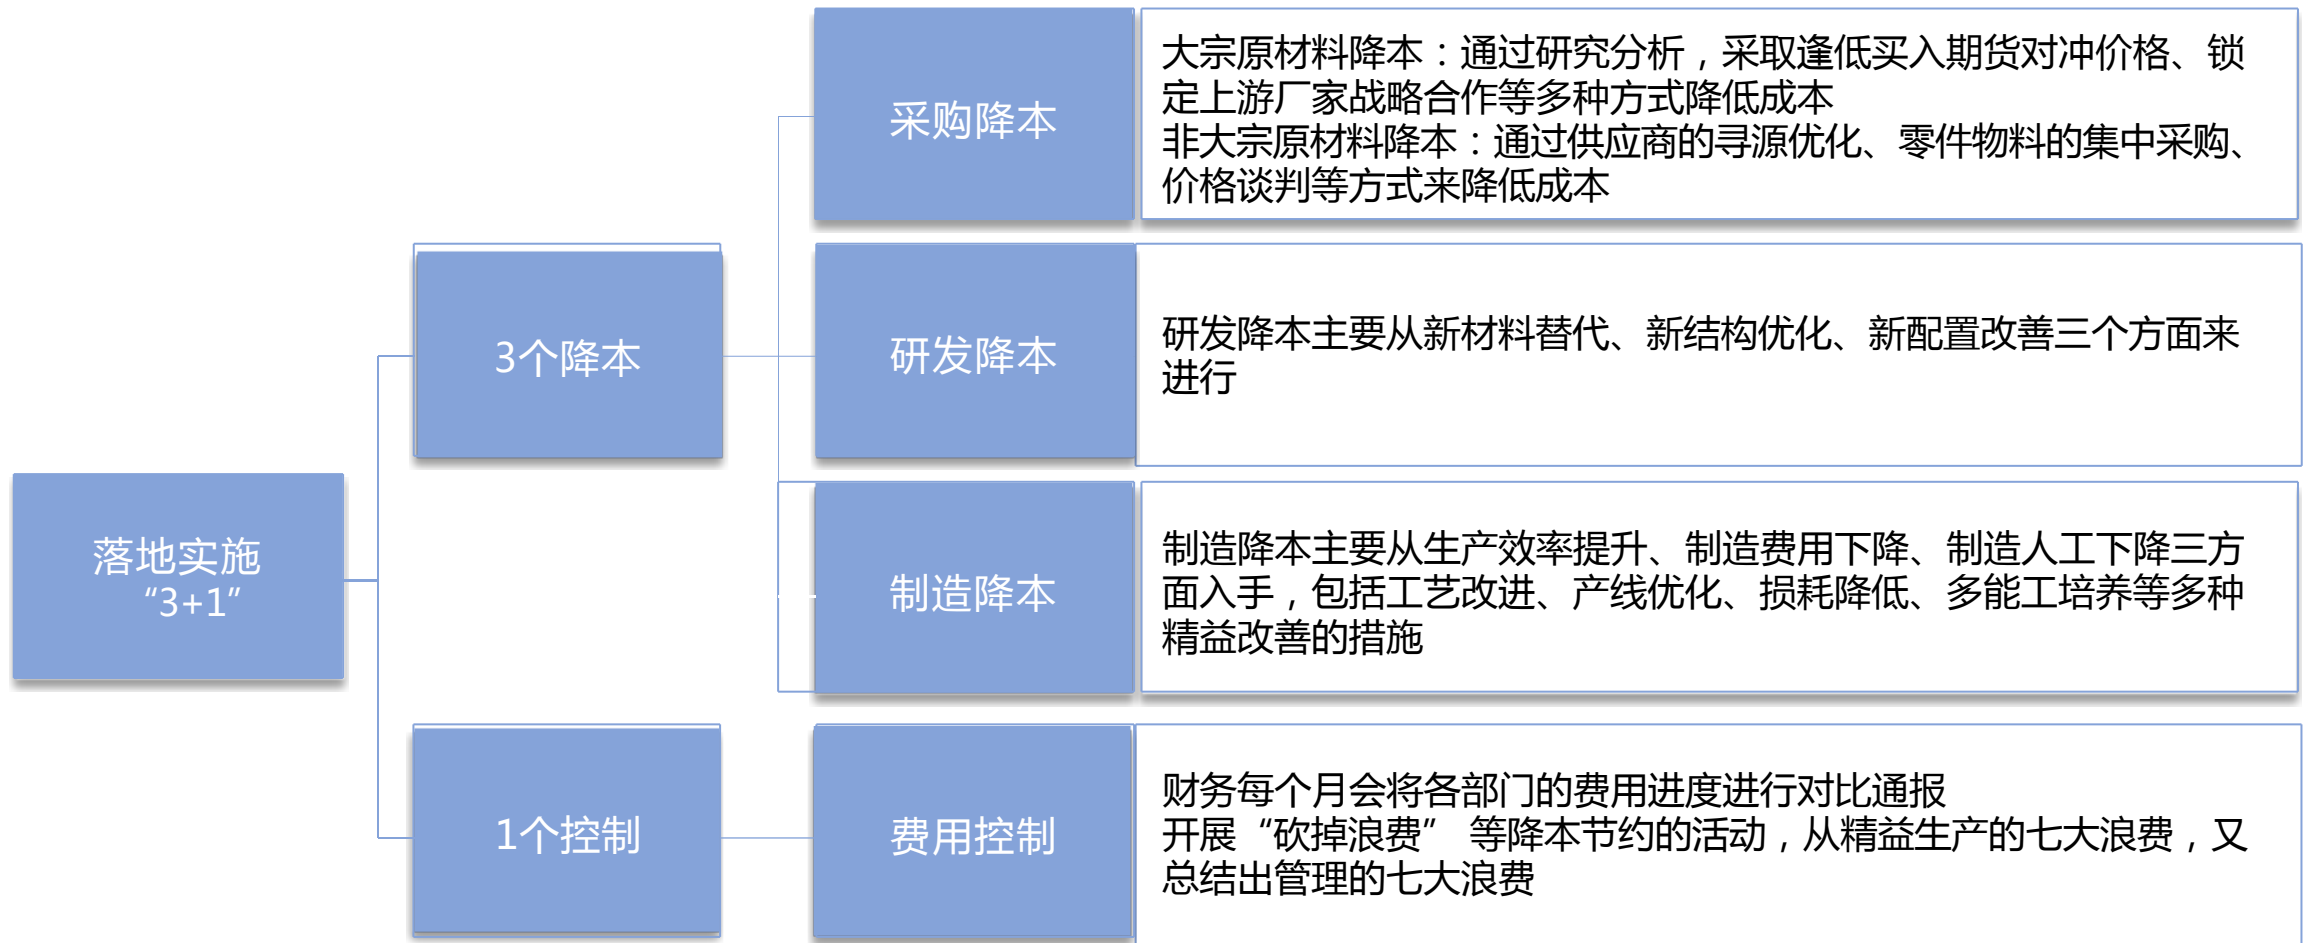 采购降本
大宗原材料降本：通过研究分析，采取逢低买入期货对冲价格、锁
定上游厂家战略合作等多种方式降低成本
非大宗原材料降本：通过供应商的寻源优化、零件物料的集中采购、
价格谈判等方式来降低成本
3个降本
研发降本
研发降本主要从新材料替代、新结构优化、新配置改善三个方面来
进行
落地实施
“3+1”
制造降本
制造降本主要从生产效率提升、制造费用下降、制造人工下降三方
面入手，包括工艺改进、产线优化、损耗降低、多能工培养等多种
精益改善的措施
1个控制
费用控制
财务每个月会将各部门的费用进度进行对比通报
开展“砍掉浪费” 等降本节约的活动，从精益生产的七大浪费，又
总结出管理的七大浪费